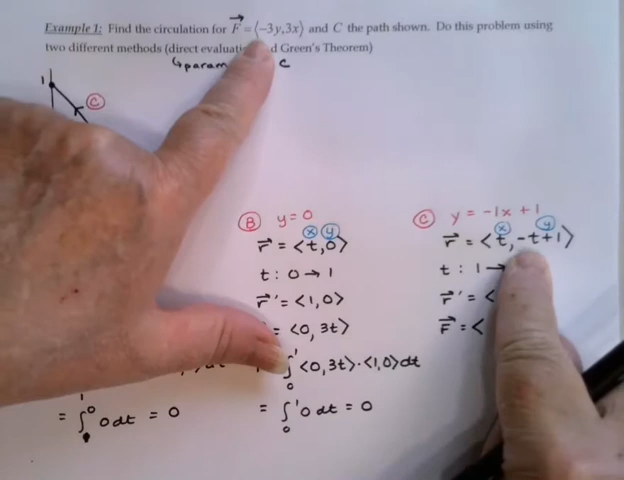 Example 1: Find the circulation for F = ⟨-3y,3x⟩ and C the path shown. Do this problem using
two different methods (direct Green's Theorem)
↳param C
1
C
B y = 0
x y
r = <t, 0>
t : 0 → 1
r' = <1, 0>
= <0, 3t>
∫₀¹ <0, 3t>·<1,0>dt
= ∫₀¹ 0 dt = 0
C y = -1x + 1
x y
r = <t, -t+1>
t : 1 →
r' = <
F = <
= ∫ 0 dt = 0